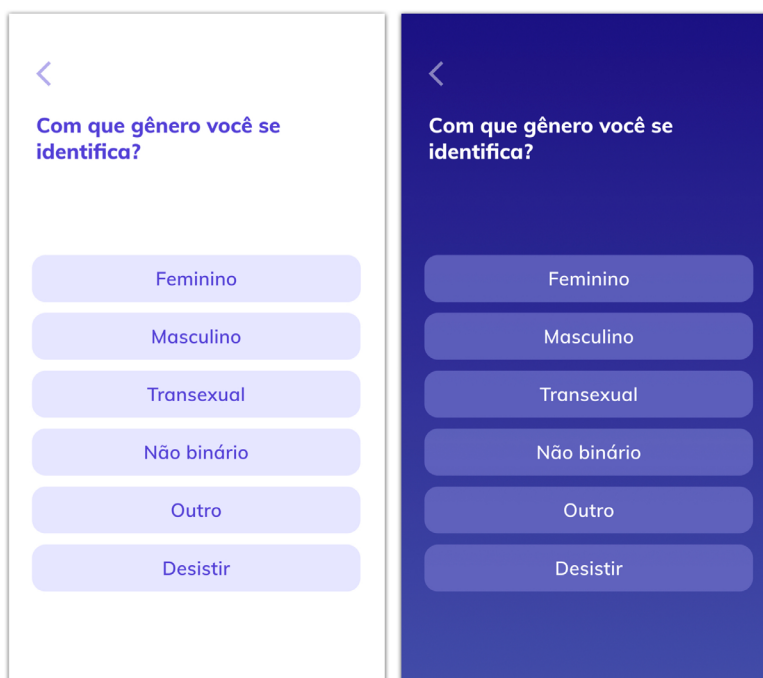 Com que gênero você se
identifica?
Feminino
Masculino
Transexual
Não binário
Outro
Desistir
Com que gênero você se
identifica?
Feminino
Masculino
Transexual
Não binário
Outro
Desistir